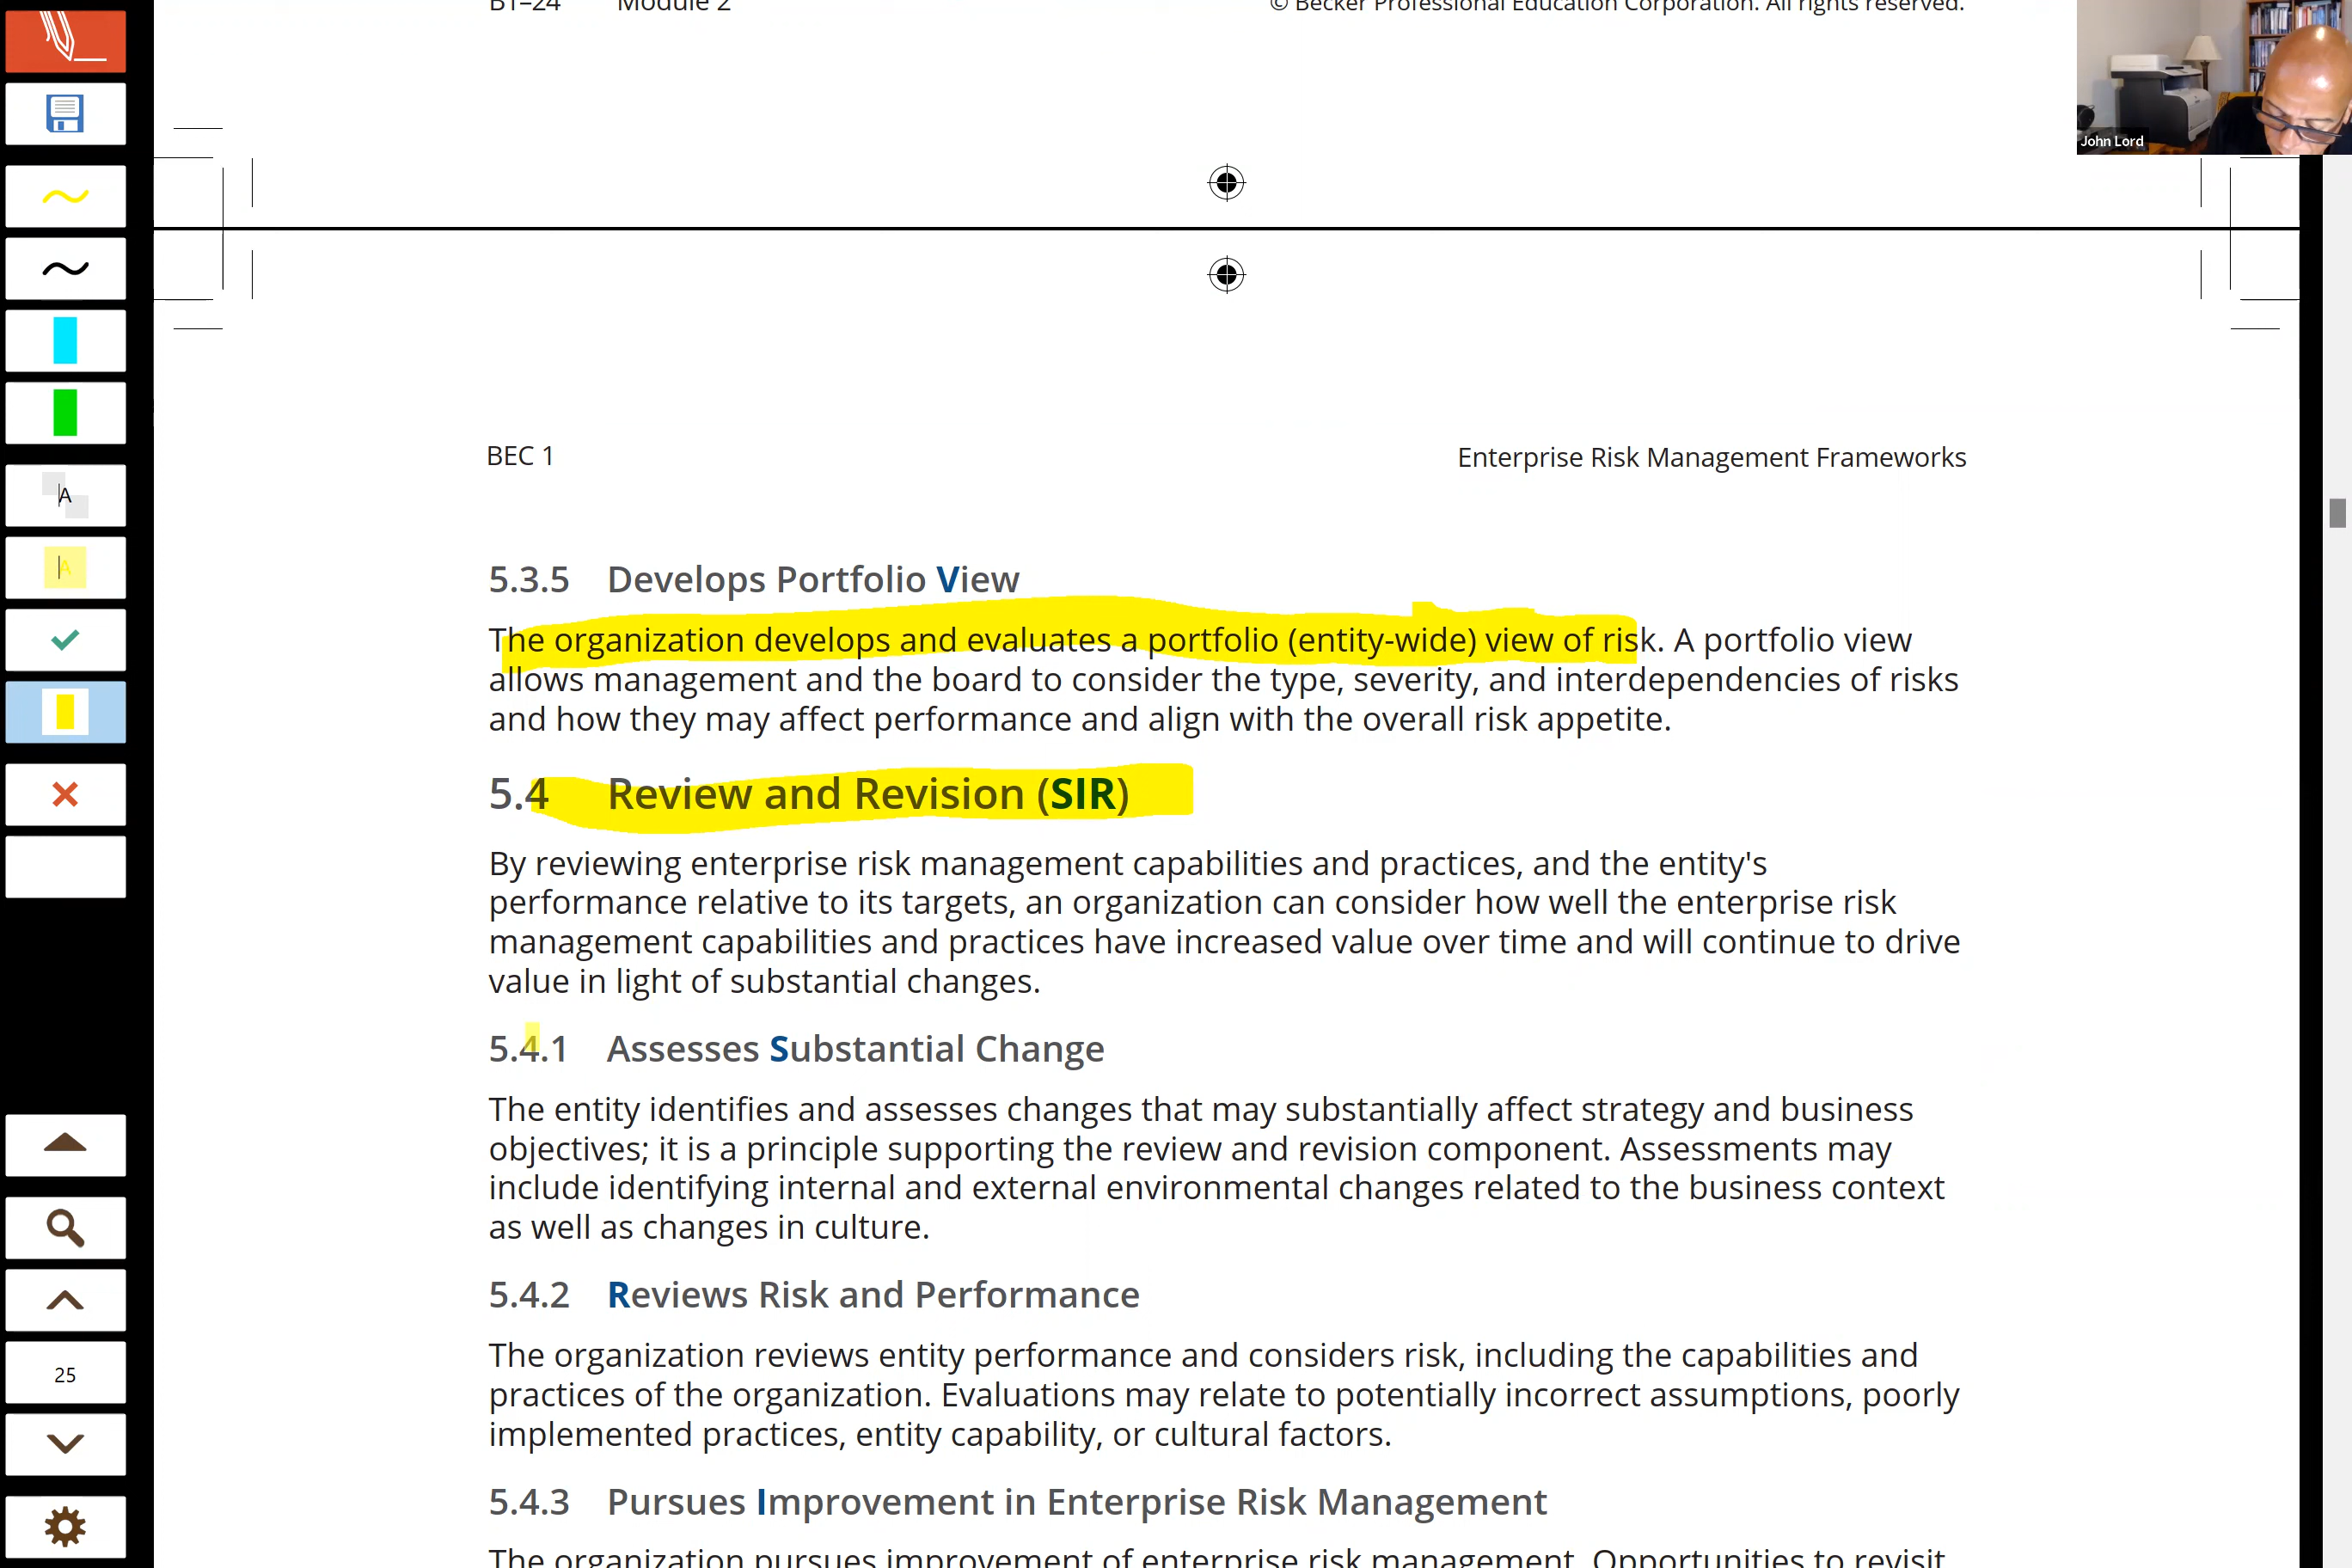 B1–24 Module 2 © Becker Professional Education Corporation. All rights reserved.
John Lord
A
A
BEC 1 Enterprise Risk Management Frameworks
5.3.5 Develops Portfolio View
The organization develops and evaluates a portfolio (entity-wide) view of risk. A portfolio view
allows management and the board to consider the type, severity, and interdependencies of risks
and how they may affect performance and align with the overall risk appetite.
5.4 Review and Revision (SIR)
By reviewing enterprise risk management capabilities and practices, and the entity's
performance relative to its targets, an organization can consider how well the enterprise risk
management capabilities and practices have increased value over time and will continue to drive
value in light of substantial changes.
5.4.1 Assesses Substantial Change
The entity identifies and assesses changes that may substantially affect strategy and business
objectives; it is a principle supporting the review and revision component. Assessments may
include identifying internal and external environmental changes related to the business context
as well as changes in culture.
5.4.2 Reviews Risk and Performance
The organization reviews entity performance and considers risk, including the capabilities and
practices of the organization. Evaluations may relate to potentially incorrect assumptions, poorly
implemented practices, entity capability, or cultural factors.
25
5.4.3 Pursues Improvement in Enterprise Risk Management
The organization pursues improvement of enterprise risk management. Opportunities to revisit